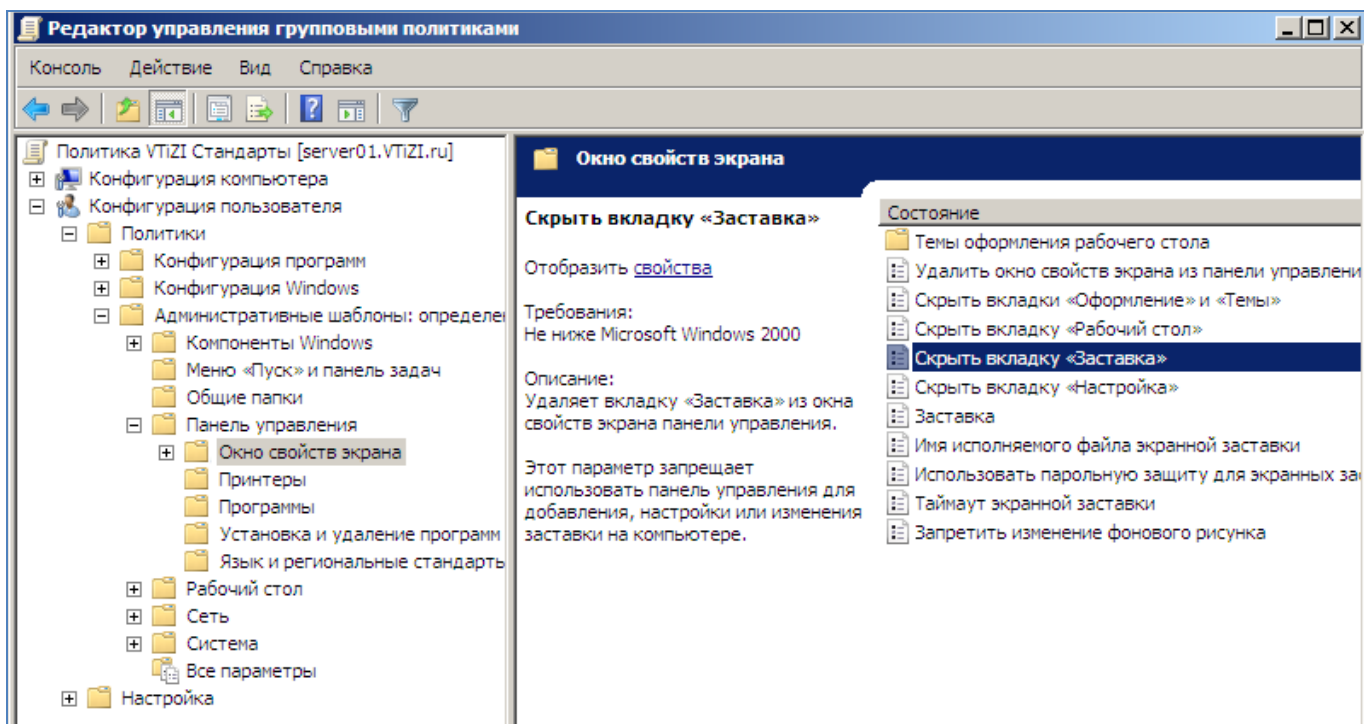 Редактор управления групповыми политиками
Консоль Действие Вид Справка
Политика VTiZI Стандарты [server01.VTiZI.ru]
Конфигурация компьютера
Конфигурация пользователя
Политики
Конфигурация программ
Конфигурация Windows
Административные шаблоны: определе
Компоненты Windows
Меню «Пуск» и панель задач
Общие папки
Панель управления
Окно свойств экрана
Принтеры
Программы
Установка и удаление программ
Язык и региональные стандарты
Рабочий стол
Сеть
Система
Все параметры
Настройка
Окно свойств экрана
Скрыть вкладку «Заставка»
Отобразить свойства
Требования:
Не ниже Microsoft Windows 2000
Описание:
Удаляет вкладку «Заставка» из окна
свойств экрана панели управления.
Этот параметр запрещает
использовать панель управления для
добавления, настройки или изменения
заставки на компьютере.
Состояние
Темы оформления рабочего стола
Удалить окно свойств экрана из панели управлени
Скрыть вкладки «Оформление» и «Темы»
Скрыть вкладку «Рабочий стол»
Скрыть вкладку «Заставка»
Скрыть вкладку «Настройка»
Заставка
Имя исполняемого файла экранной заставки
Использовать парольную защиту для экранных за
Таймаут экранной заставки
Запретить изменение фонового рисунка